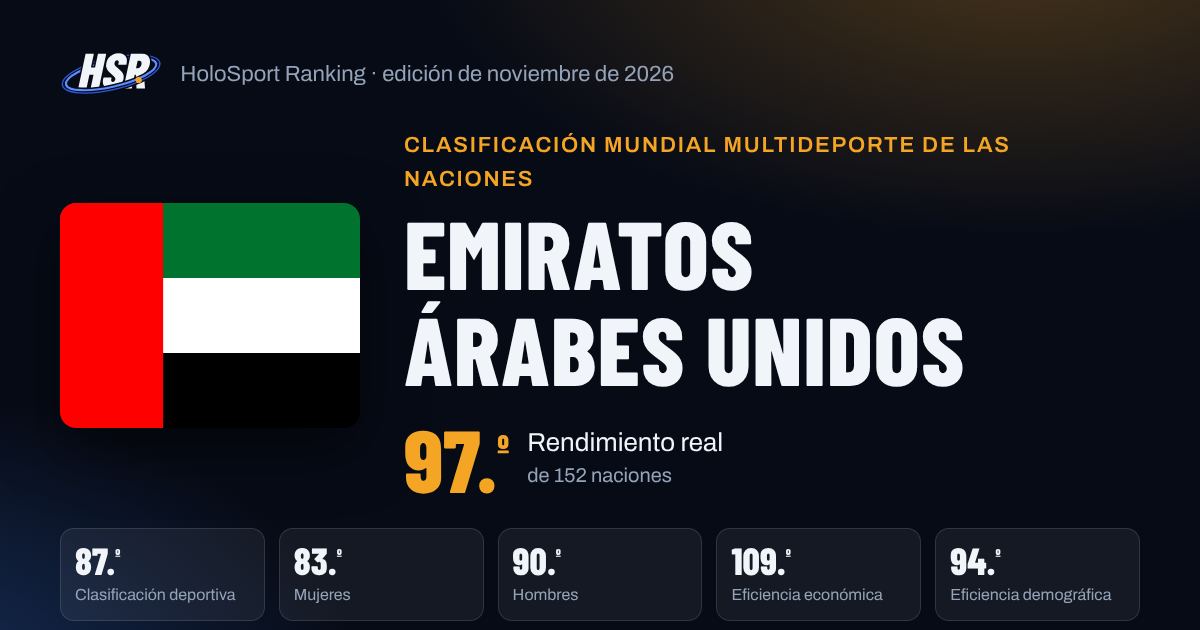 HSR
HoloSport Ranking · edición de noviembre de 2026
CLASIFICACIÓN MUNDIAL MULTIDEPORTE DE LAS
NACIONES
EMIRATOS
ÁRABES UNIDOS
97.º
Rendimiento real
de 152 naciones
87.º
Clasificación deportiva
83.º
Mujeres
90.º
Hombres
109.º
Eficiencia económica
94.º
Eficiencia demográfica